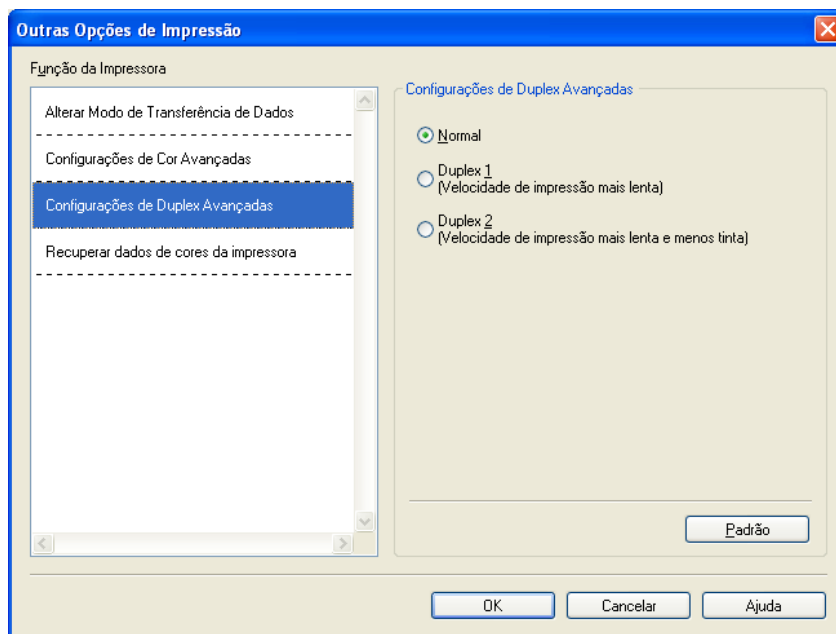 Outras Opções de Impressão
Função da Impressora
Alterar Modo de Transferência de Dados
Configurações de Cor Avançadas
Configurações de Duplex Avançadas
Recuperar dados de cores da impressora
Configurações de Duplex Avançadas
Normal
Duplex 1
(Velocidade de impressão mais lenta)
Duplex 2
(Velocidade de impressão mais lenta e menos tinta)
Padrão
OK
Cancelar
Ajuda